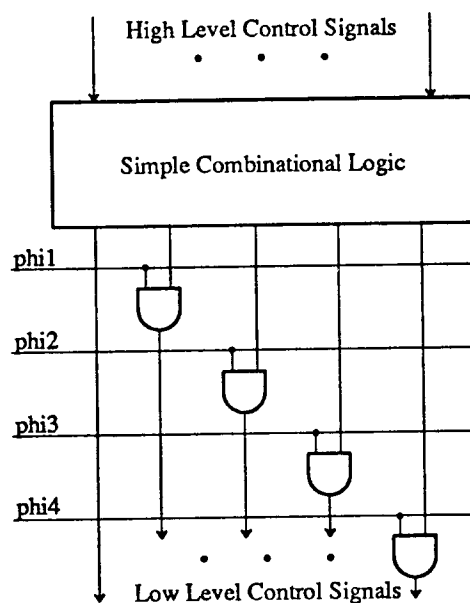 High Level Control Signals
Simple Combinational Logic
phi1
phi2
phi3
phi4
Low Level Control Signals